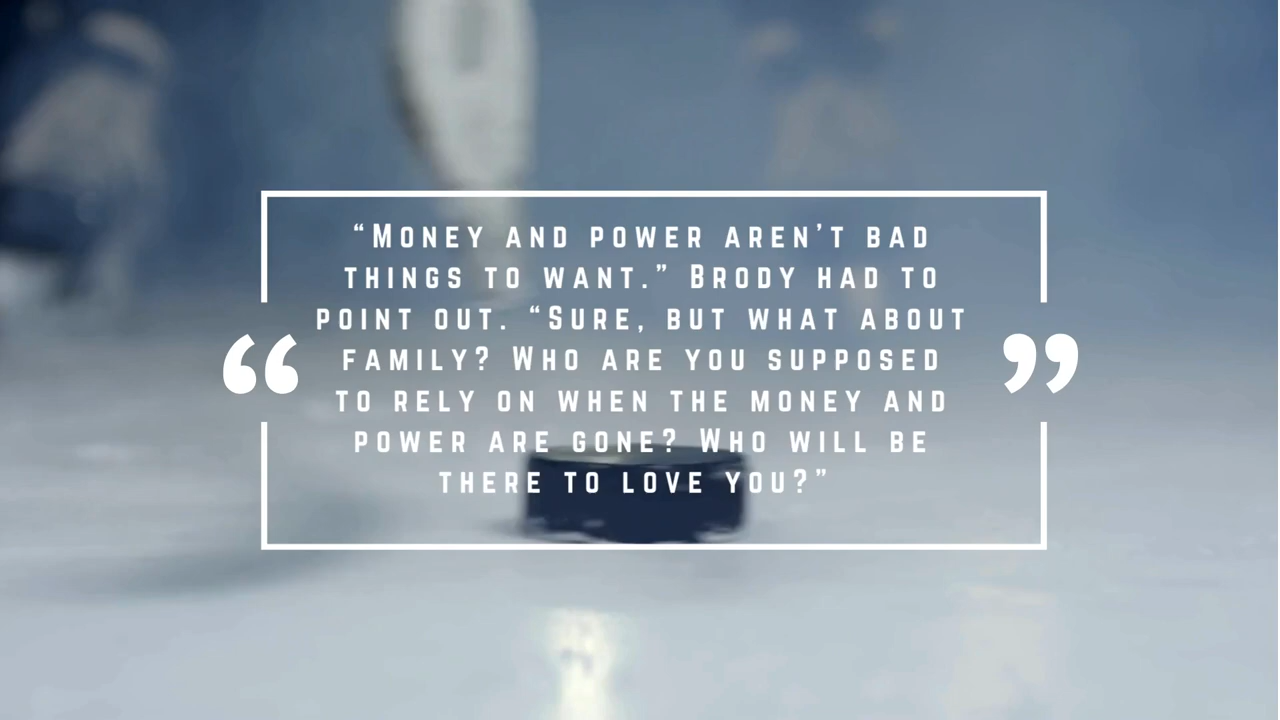 “Money and power aren’t bad
things to want.” Brody had to
point out. “Sure, but what about
family? Who are you supposed
to rely on when the money and
power are gone? Who will be
there to love you?”